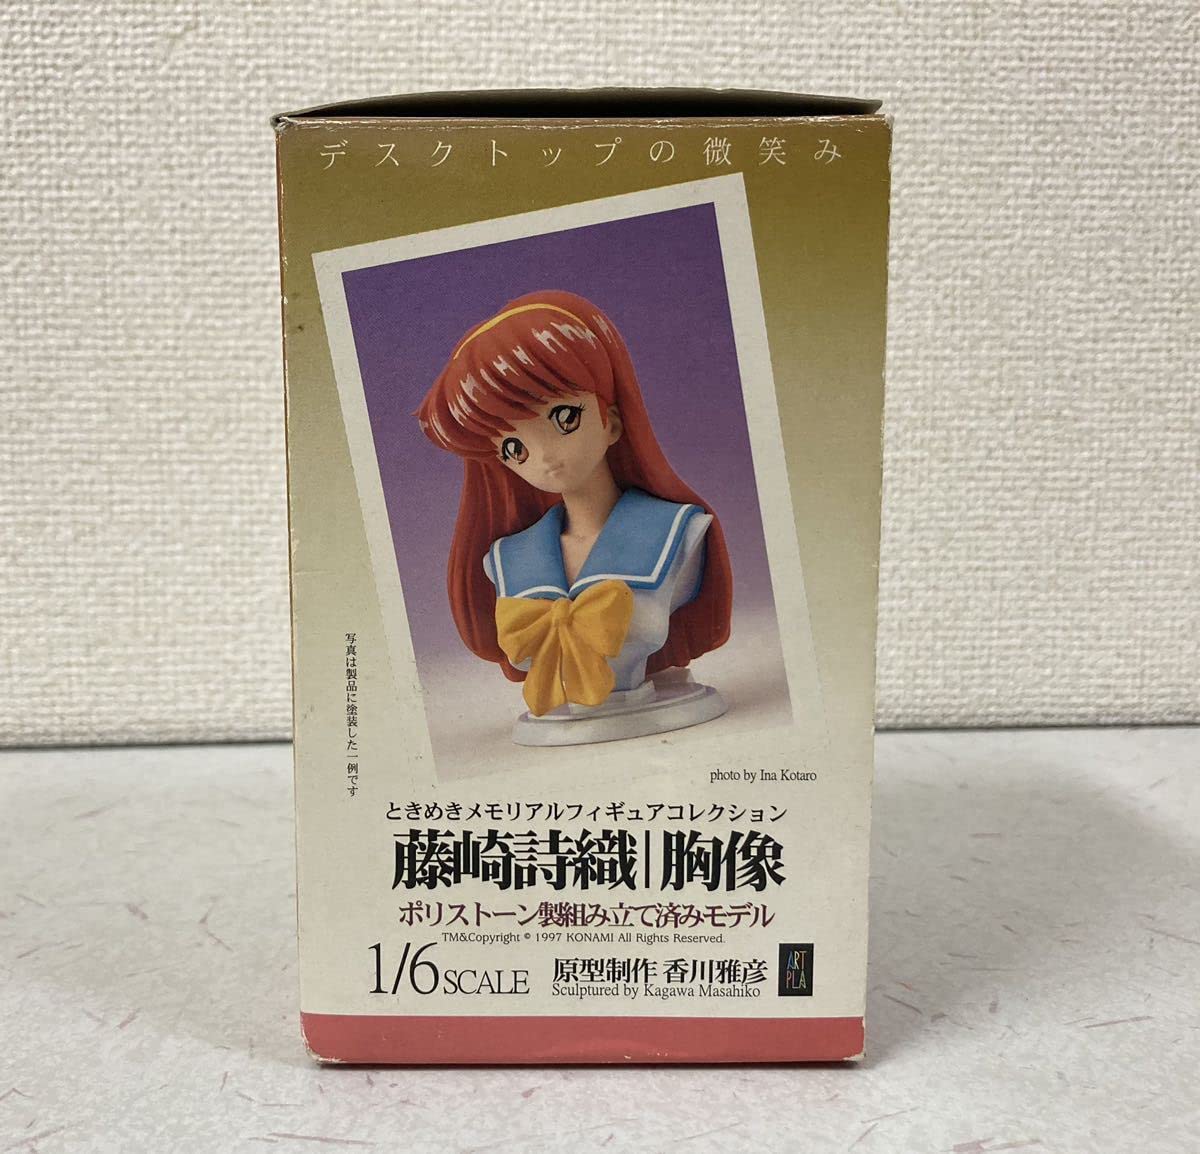 デスクトップの微笑み
写真は製品に塗装した一例です
photo by Ina Kotaro
ときめきメモリアルフィギュアコレクション
藤崎詩織|胸像
ポリストーン製組み立て済みモデル
TM&Copyright © 1997 KONAMI All Rights Reserved.
1/6 SCALE
原型制作 香川雅彦
Sculptured by Kagawa Masahiko
ART
PLA